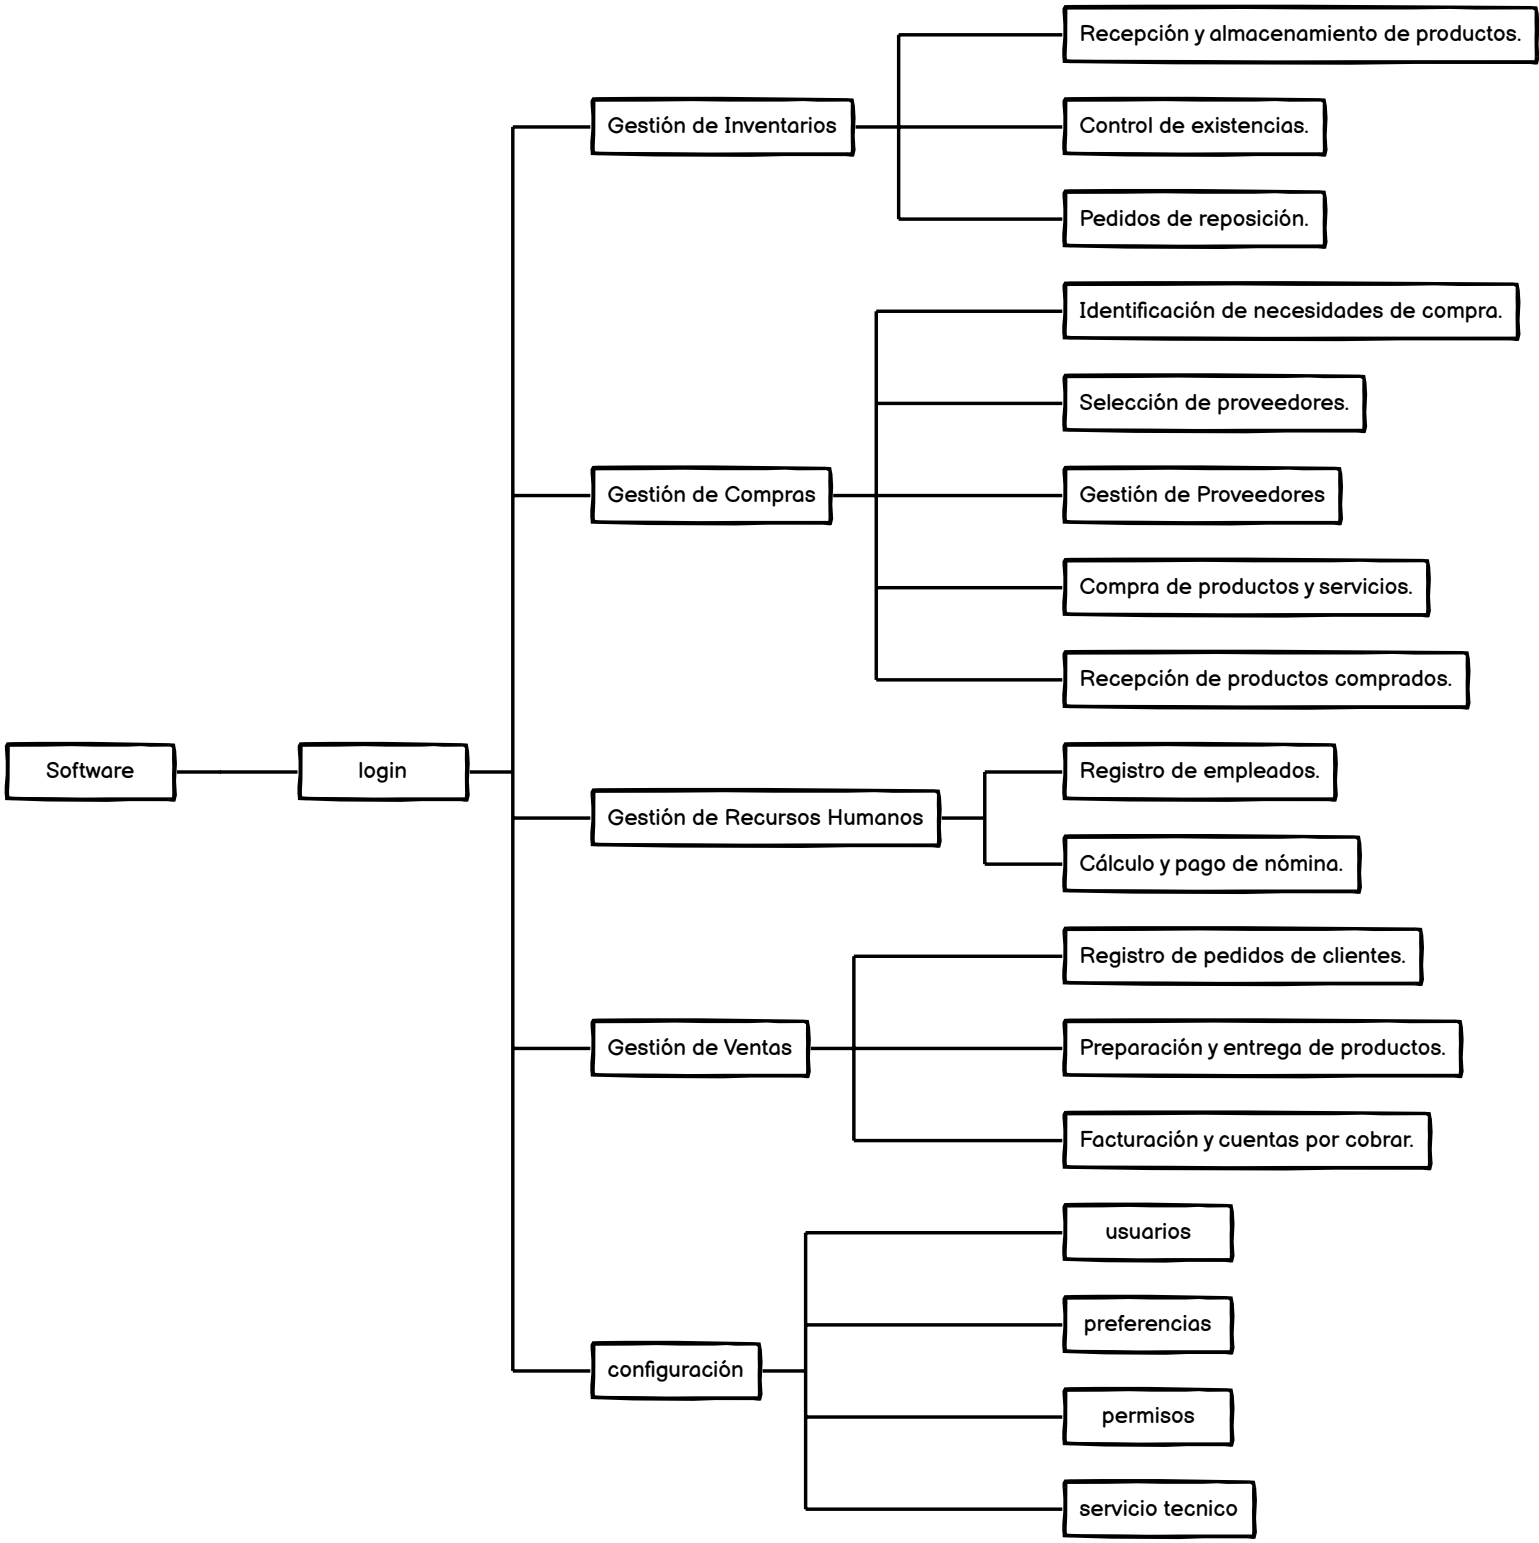 Software
login
Gestión de Inventarios
Recepción y almacenamiento de productos.
Control de existencias.
Pedidos de reposición.
Gestión de Compras
Identificación de necesidades de compra.
Selección de proveedores.
Gestión de Proveedores
Compra de productos y servicios.
Recepción de productos comprados.
Gestión de Recursos Humanos
Registro de empleados.
Cálculo y pago de nómina.
Gestión de Ventas
Registro de pedidos de clientes.
Preparación y entrega de productos.
Facturación y cuentas por cobrar.
configuración
usuarios
preferencias
permisos
servicio tecnico